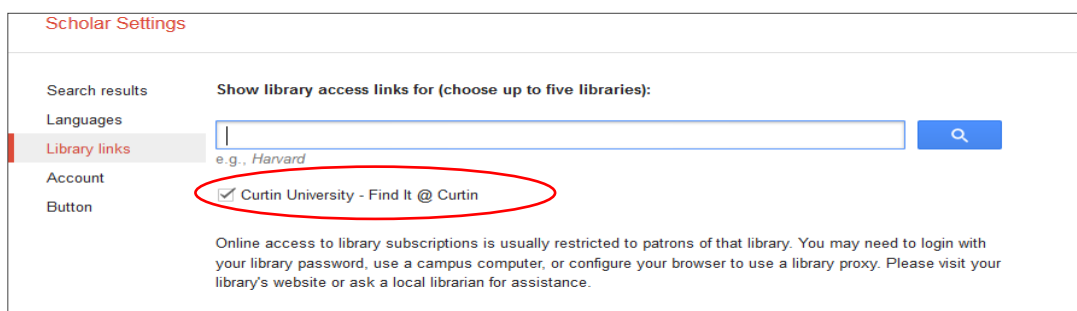 Scholar Settings
Search results
Languages
Library links
Account
Button
Show library access links for (choose up to five libraries):
e.g., Harvard
Curtin University - Find It @ Curtin
Online access to library subscriptions is usually restricted to patrons of that library. You may need to login with
your library password, use a campus computer, or configure your browser to use a library proxy. Please visit your
library's website or ask a local librarian for assistance.